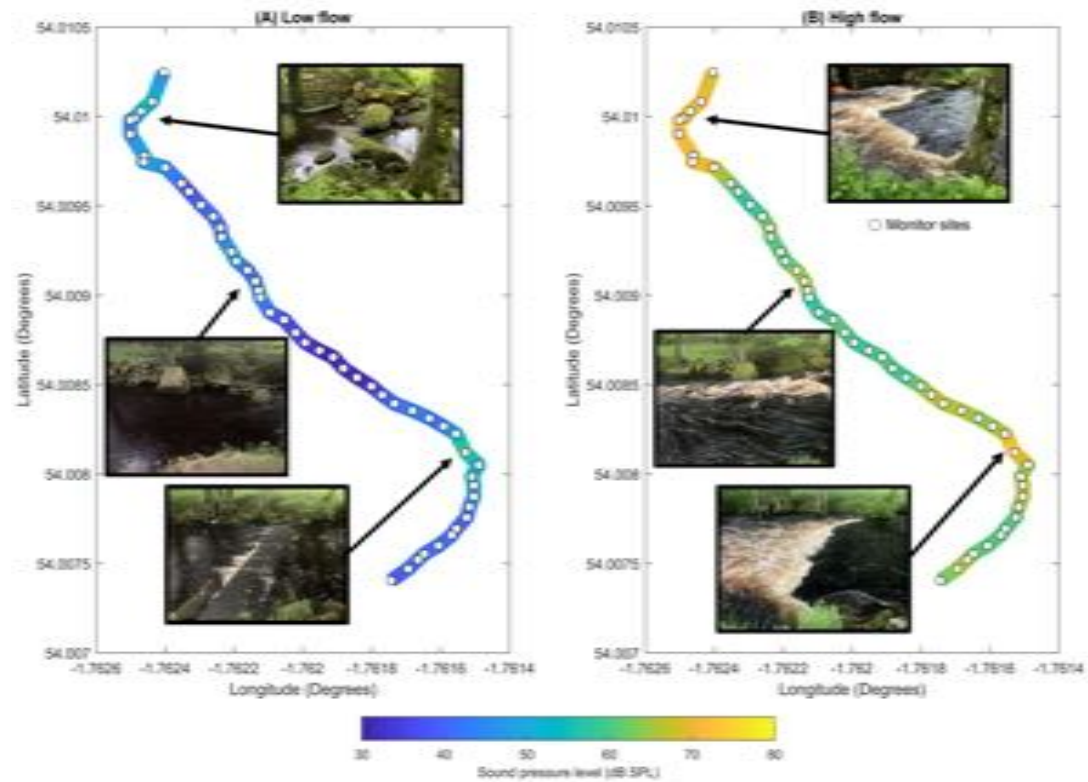 (A) Low flow
(B) High flow
54.0105
54.01
54.0095
54.009
54.0085
54.008
54.0075
54.007
Latitude (Degrees)
-1.7626 -1.7624 -1.7622 -1.762 -1.7618 -1.7616 -1.7614
Longitude (Degrees)
54.0105
54.01
54.0095
54.009
54.0085
54.008
54.0075
54.007
Latitude (Degrees)
Monitor sites
-1.7626 -1.7624 -1.7622 -1.762 -1.7618 -1.7616 -1.7614
Longitude (Degrees)
30 40 50 60 70 80
Sound pressure level (dB SPL)